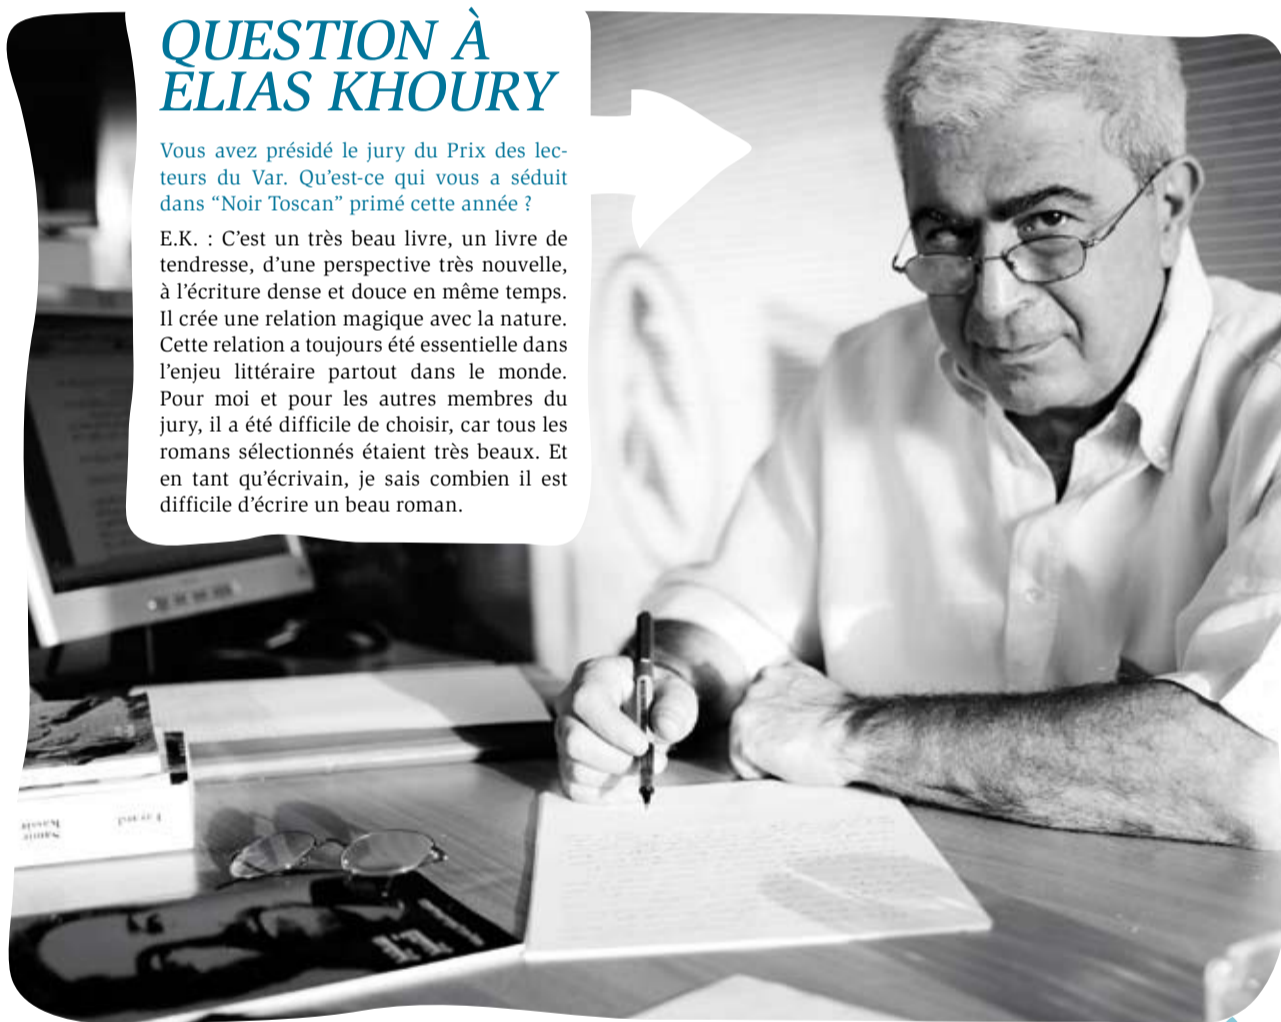 QUESTION À
ELIAS KHOURY
Vous avez présidé le jury du Prix des lec-
teurs du Var. Qu’est-ce qui vous a séduit
dans “Noir Toscan” primé cette année ?
E.K. : C’est un très beau livre, un livre de
tendresse, d’une perspective très nouvelle,
à l’écriture dense et douce en même temps.
Il crée une relation magique avec la nature.
Cette relation a toujours été essentielle dans
l’enjeu littéraire partout dans le monde.
Pour moi et pour les autres membres du
jury, il a été difficile de choisir, car tous les
romans sélectionnés étaient très beaux. Et
en tant qu’écrivain, je sais combien il est
difficile d’écrire un beau roman.